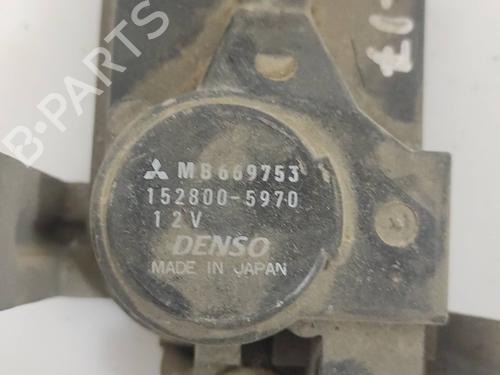 B-PARTS
MB669753
152800-5970
12V
DENSO
MADE IN JAPAN